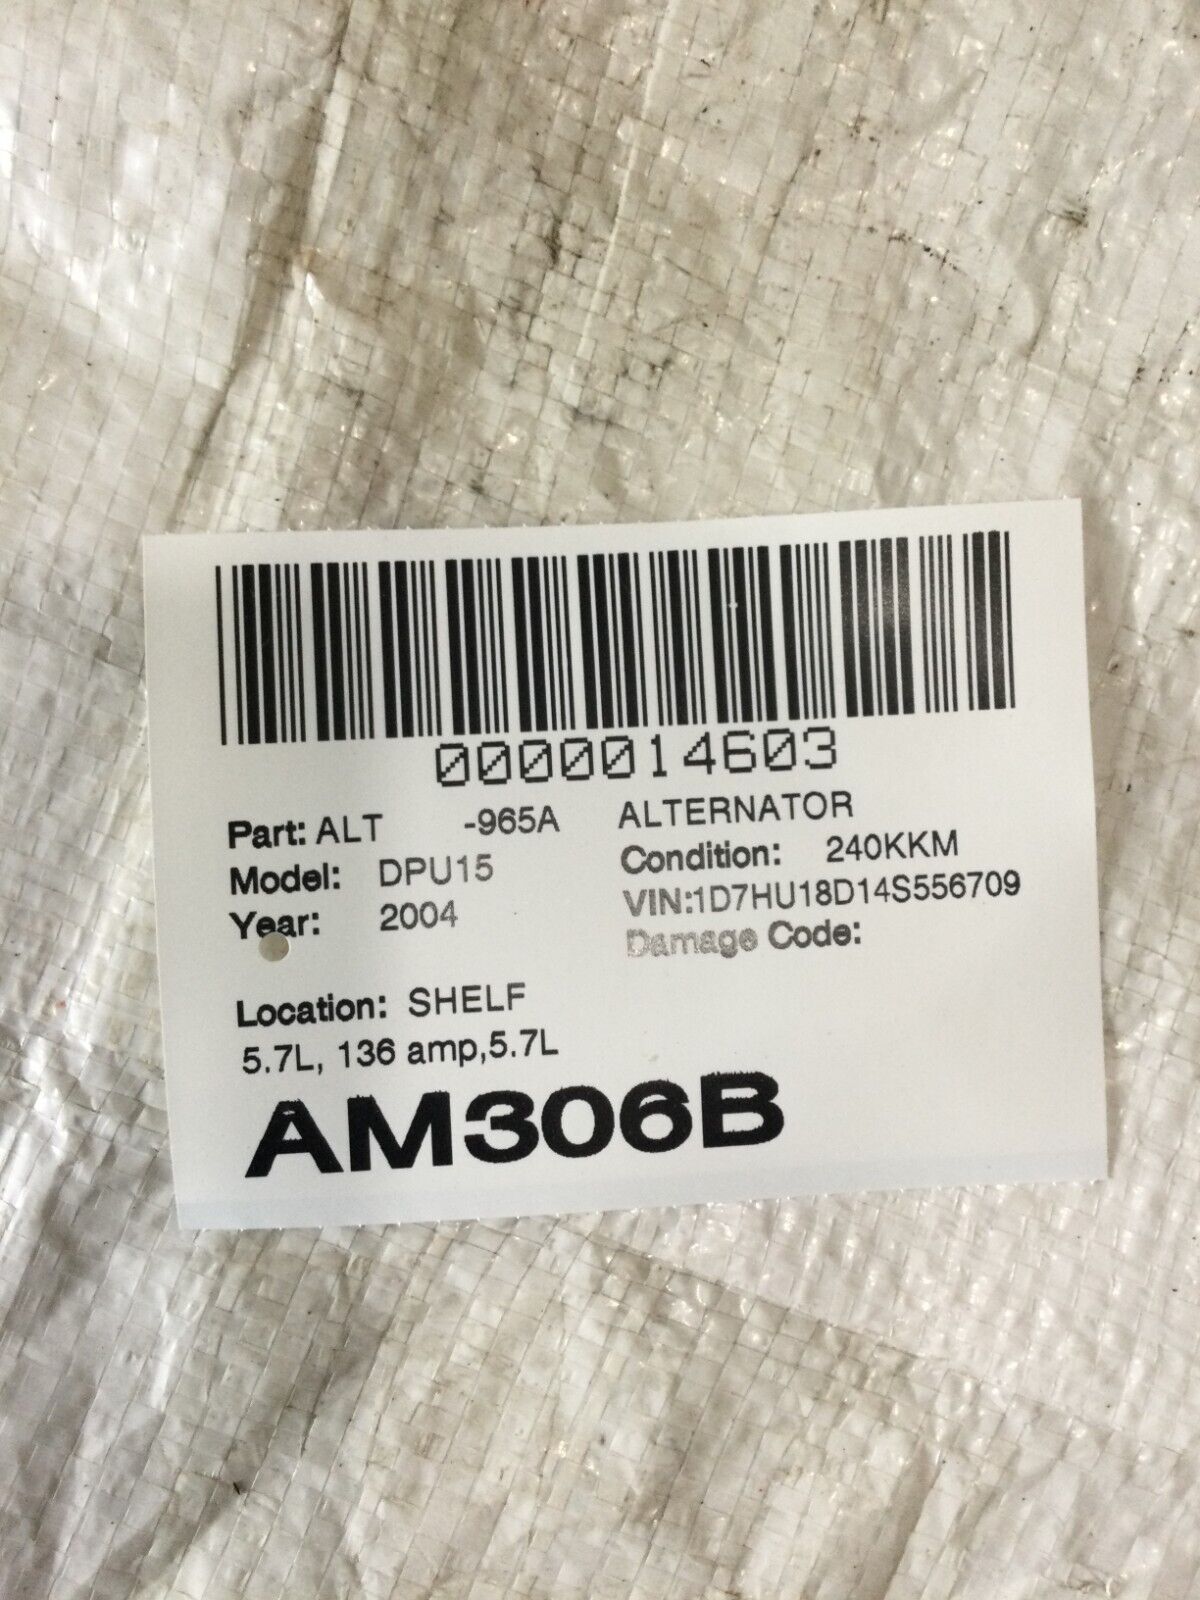 0000014603
Part: ALT -965A ALTERNATOR
Model: DPU15 Condition: 240KKM
Year: 2004 VIN:1D7HU18D14S556709
Damage Code:
Location: SHELF
5.7L, 136 amp,5.7L
AM306B